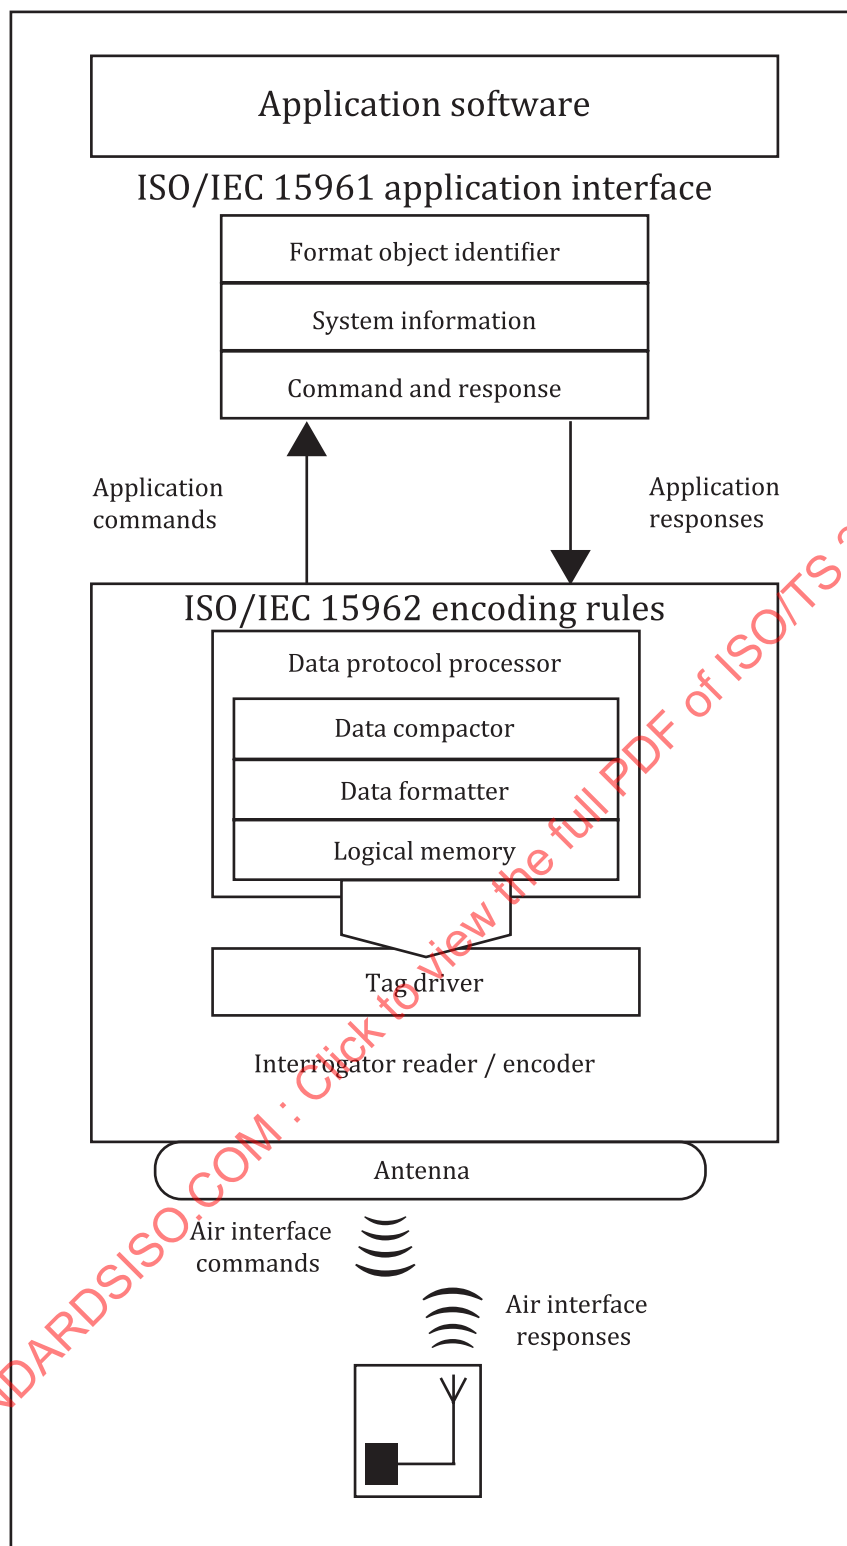 Application software
ISO/IEC 15961 application interface
Format object identifier
System information
Command and response
Application
commands
Application
responses
ISO/IEC 15962 encoding rules
Data protocol processor
Data compactor
Data formatter
Logical memory
Tag driver
Interrogator reader / encoder
Antenna
Air interface
commands
Air interface
responses
NDARDSISO.COM : Click to view the full PDF of ISO/TS